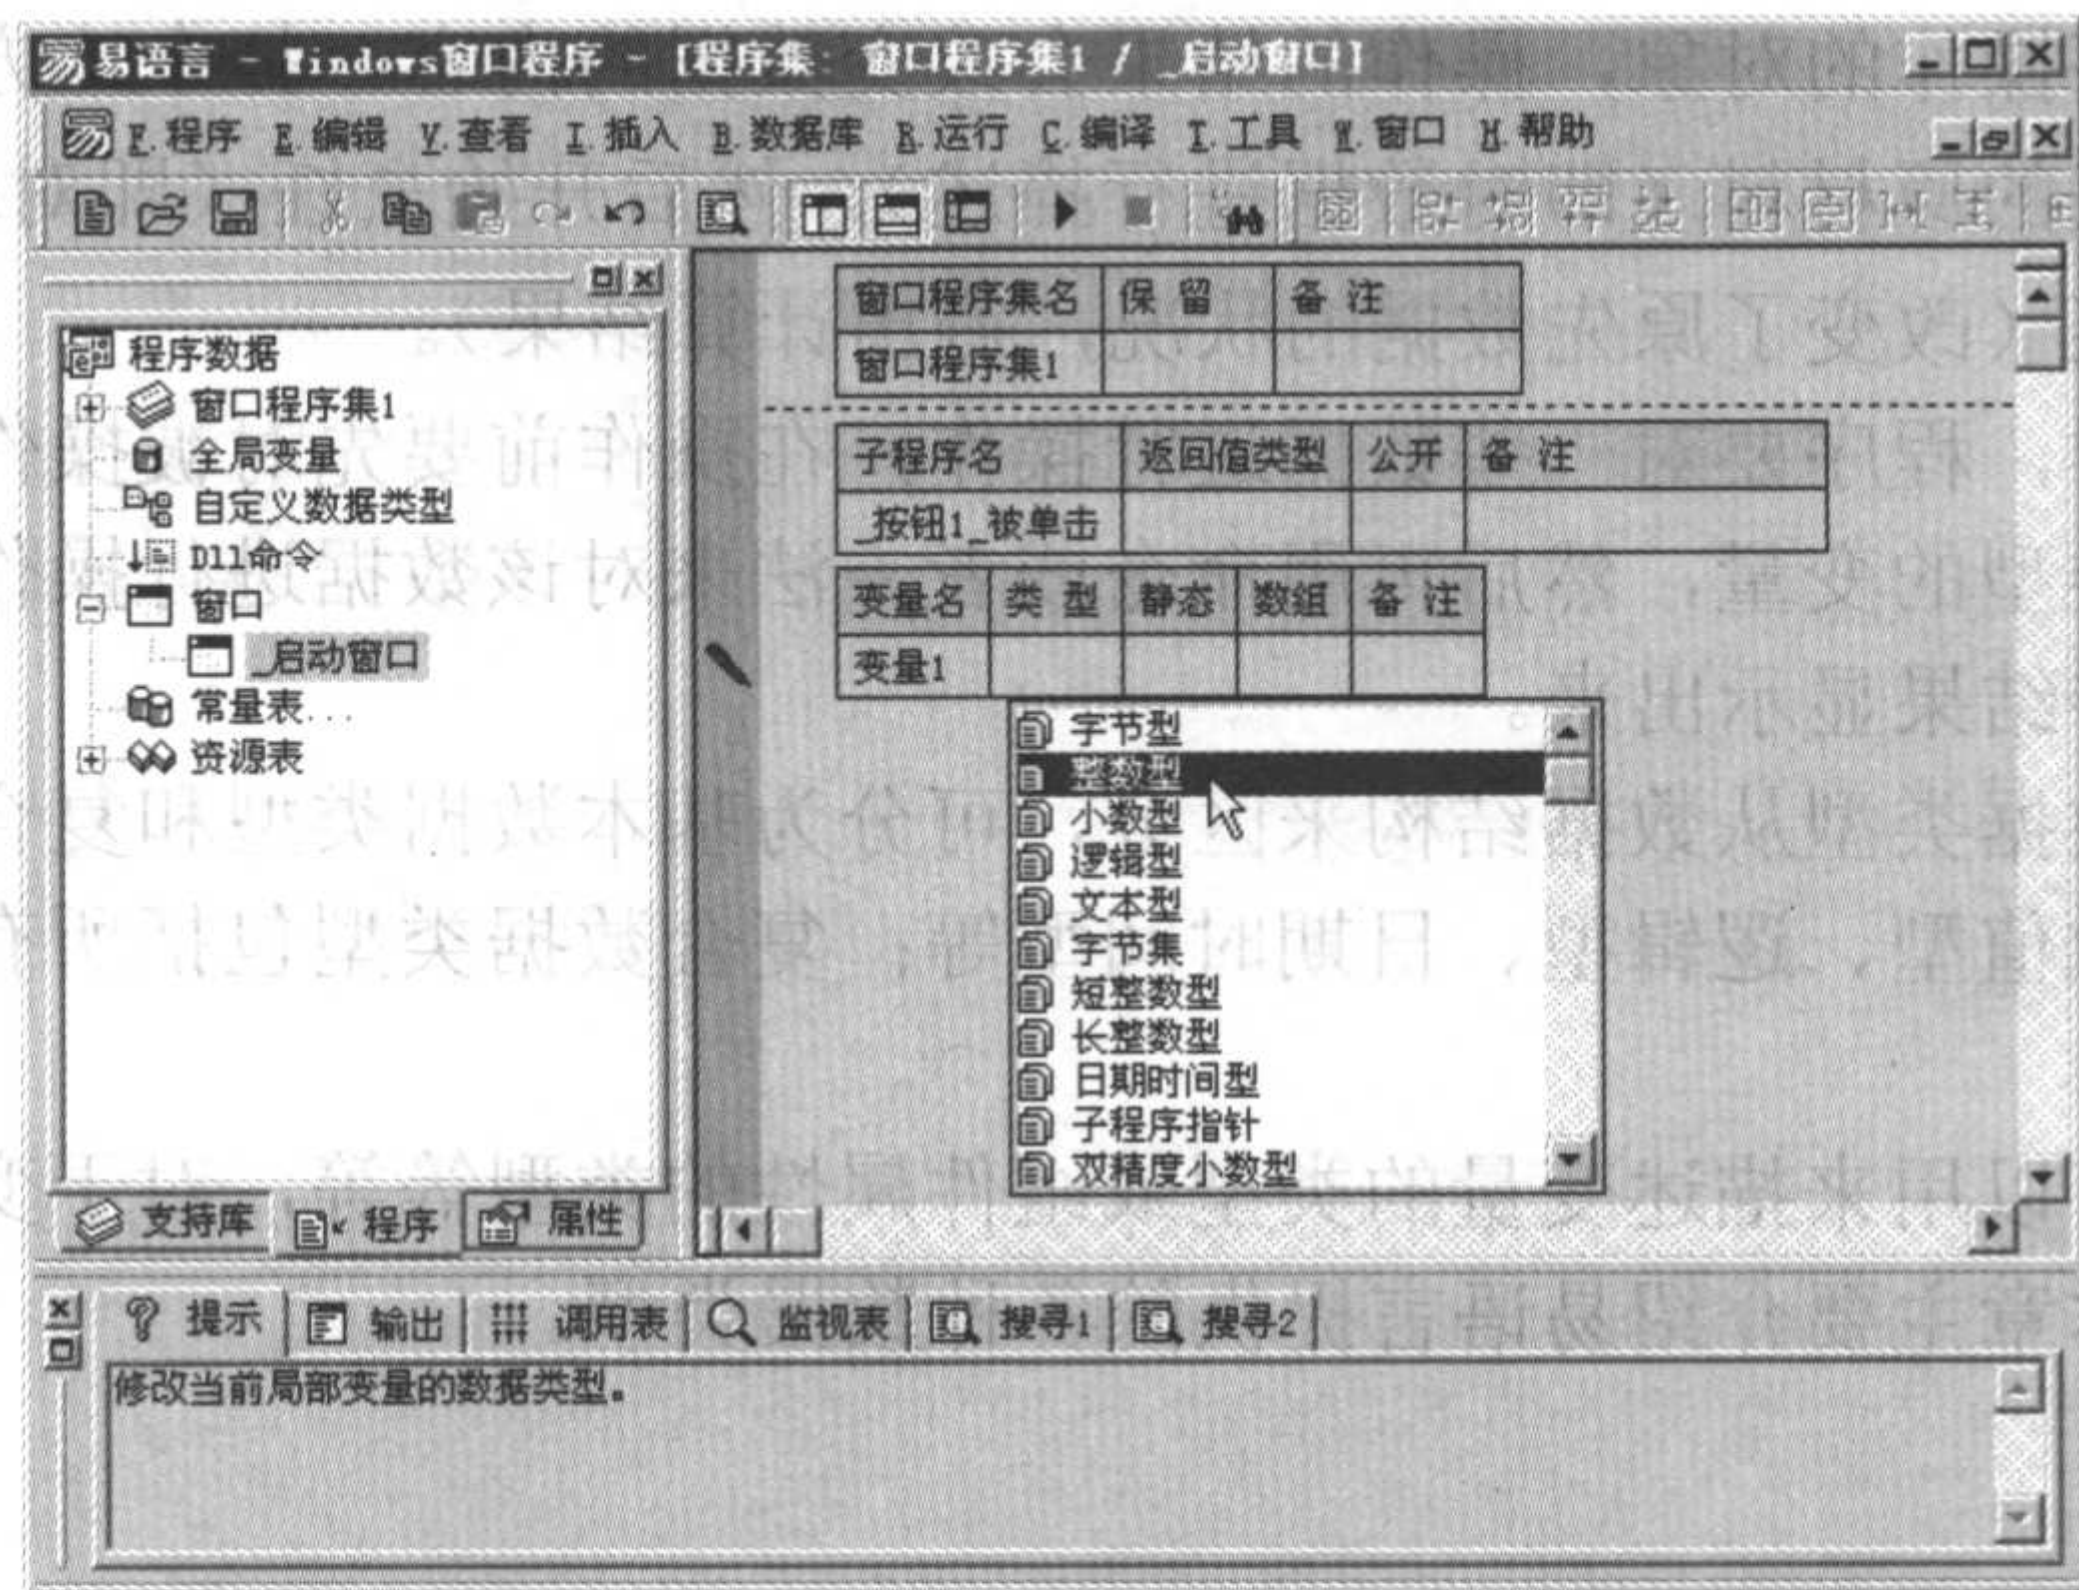 易语言 - Windows窗口程序 - [程序集: 窗口程序集1 / _启动窗口]
F.程序 E.编辑 V.查看 I.插入 B.数据库 R.运行 C.编译 T.工具 W.窗口 H.帮助
程序数据
窗口程序集1
全局变量
自定义数据类型
Dll命令
窗口
_启动窗口
常量表...
资源表
支持库 程序 属性
窗口程序集名 保 留 备 注
窗口程序集1
子程序名 返回值类型 公开 备 注
_按钮1_被单击
变量名 类 型 静态 数组 备 注
变量1
字节型
整数型
小数型
逻辑型
文本型
字节集
短整数型
长整数型
日期时间型
子程序指针
双精度小数型
提示 输出 调用表 监视表 搜寻1 搜寻2
修改当前局部变量的数据类型。